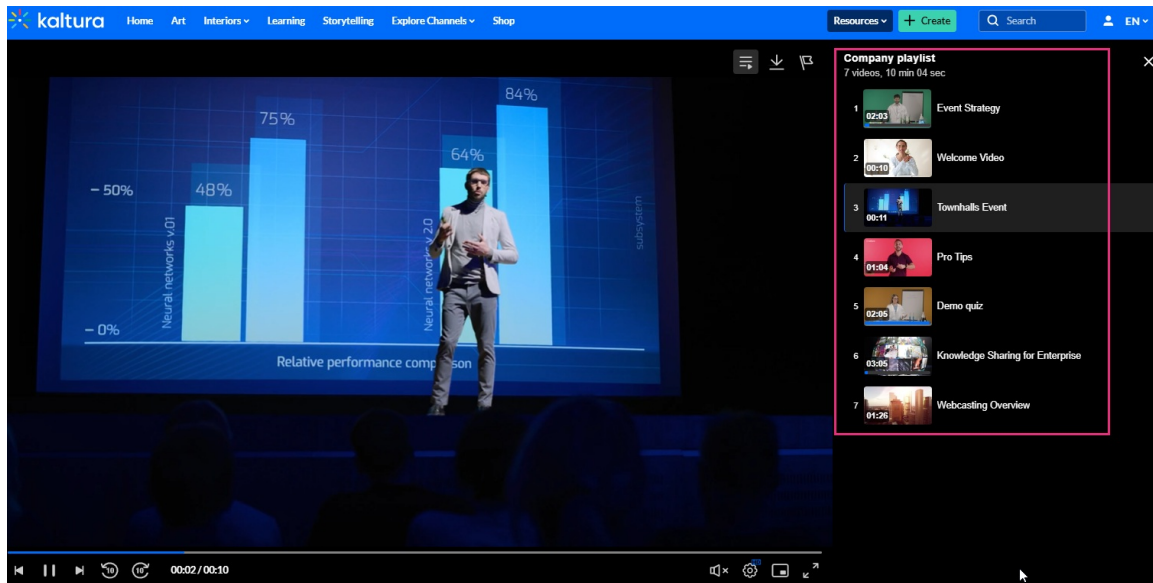 kaltura
Home Art Interiors Learning Storytelling Explore Channels Shop
Resources + Create Search EN
84%
75%
64%
– 50%
48%
Neural networks v.01
Neural networks v 2.0
subsystem
– 0%
Relative performance comp son
Company playlist
7 videos, 10 min 04 sec
1 02:03 Event Strategy
2 00:10 Welcome Video
3 00:11 Townhalls Event
4 01:04 Pro Tips
5 02:05 Demo quiz
6 03:05 Knowledge Sharing for Enterprise
7 01:26 Webcasting Overview
10 10 00:02 / 00:10